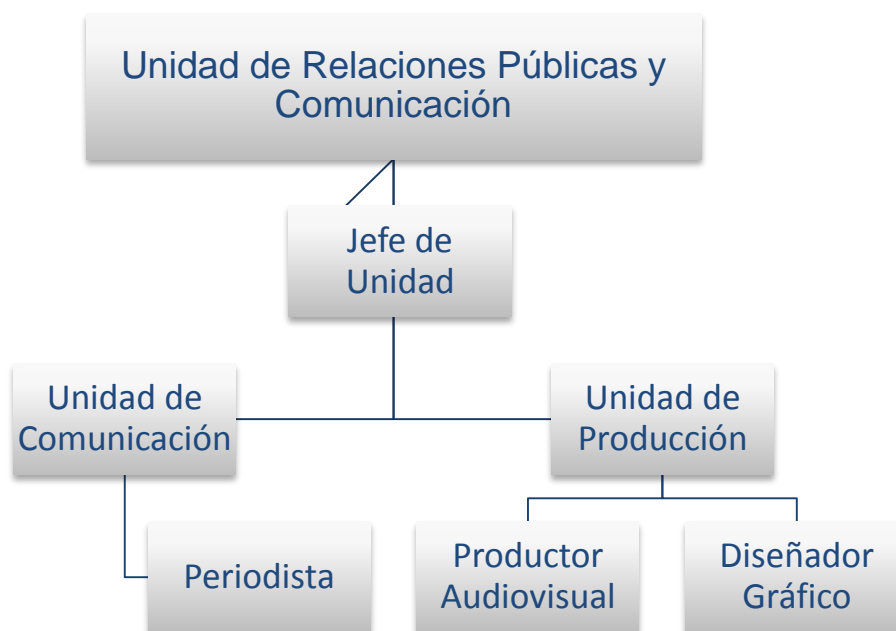 Unidad de Relaciones Públicas y
Comunicación
Jefe de
Unidad
Unidad de
Comunicación
Unidad de
Producción
Periodista
Productor
Audiovisual
Diseñador
Gráfico